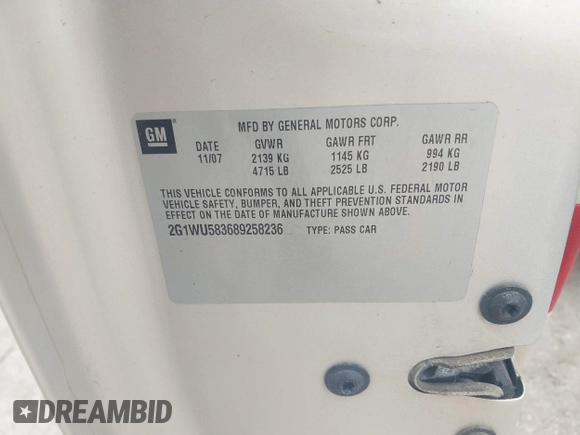 GM
MFD BY GENERAL MOTORS CORP.
DATE GVWR GAWR FRT GAWR RR
11/07 2139 KG 1145 KG 994 KG
4715 LB 2525 LB 2190 LB
THIS VEHICLE CONFORMS TO ALL APPLICABLE U.S. FEDERAL MOTOR
VEHICLE SAFETY, BUMPER, AND THEFT PREVENTION STANDARDS IN
EFFECT ON THE DATE OF MANUFACTURE SHOWN ABOVE.
2G1WU583689258236 TYPE: PASS CAR
DREAMBID